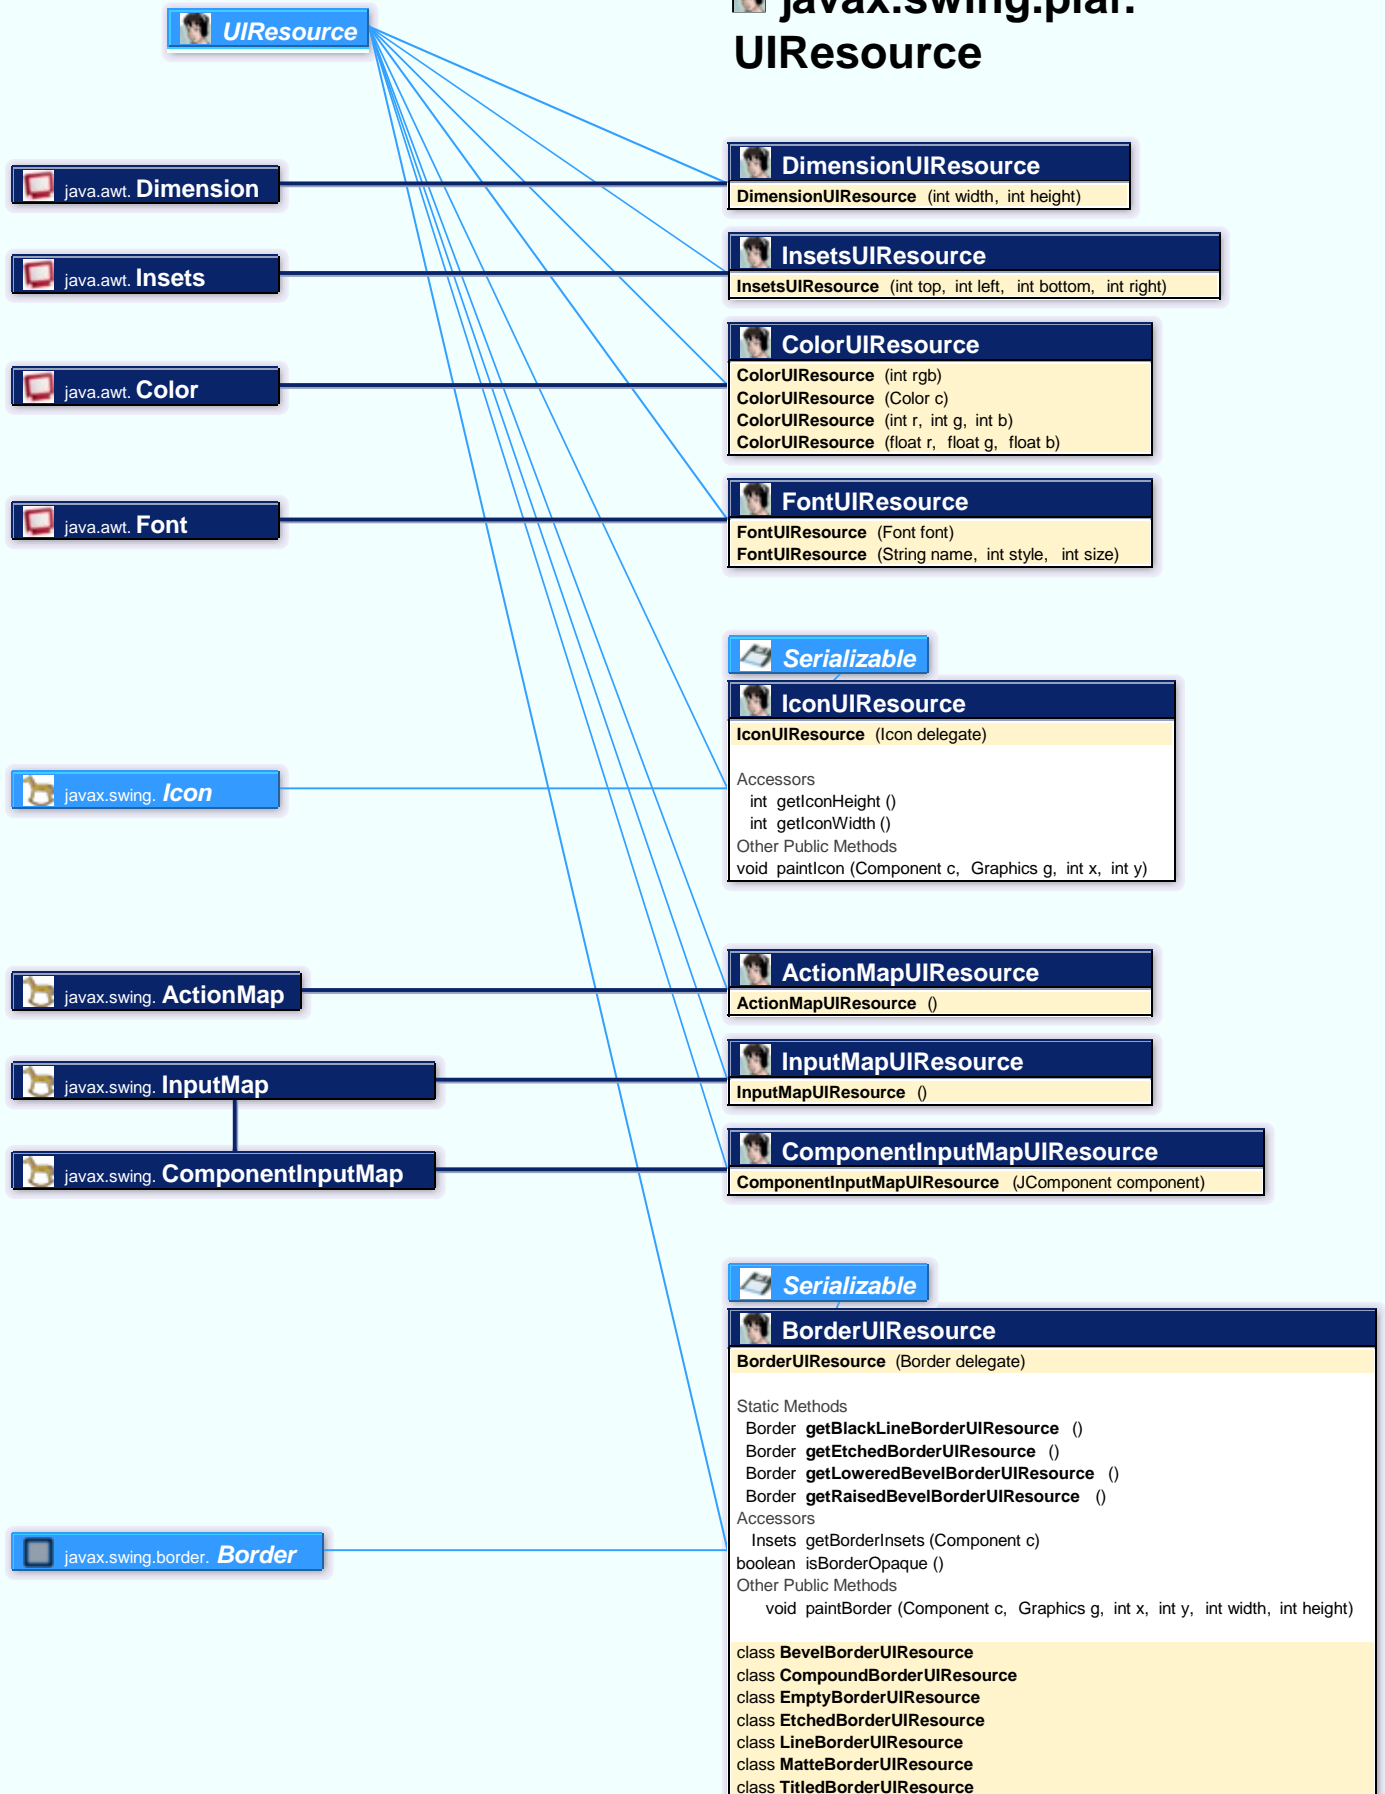 javax.swing.plaf.
UIResource
UIResource
java.awt. Dimension
DimensionUIResource
DimensionUIResource (int width, int height)
java.awt. Insets
InsetsUIResource
InsetsUIResource (int top, int left, int bottom, int right)
java.awt. Color
ColorUIResource
ColorUIResource (int rgb)
ColorUIResource (Color c)
ColorUIResource (int r, int g, int b)
ColorUIResource (float r, float g, float b)
java.awt. Font
FontUIResource
FontUIResource (Font font)
FontUIResource (String name, int style, int size)
Serializable
IconUIResource
IconUIResource (Icon delegate)
javax.swing. Icon
Accessors
int getIconHeight ()
int getIconWidth ()
Other Public Methods
void paintIcon (Component c, Graphics g, int x, int y)
javax.swing. ActionMap
ActionMapUIResource
ActionMapUIResource ()
javax.swing. InputMap
InputMapUIResource
InputMapUIResource ()
javax.swing. ComponentInputMap
ComponentInputMapUIResource
ComponentInputMapUIResource (JComponent component)
Serializable
BorderUIResource
BorderUIResource (Border delegate)
Static Methods
Border getBlackLineBorderUIResource ()
Border getEtchedBorderUIResource ()
Border getLoweredBevelBorderUIResource ()
Border getRaisedBevelBorderUIResource ()
Accessors
Insets getBorderInsets (Component c)
javax.swing.border. Border
boolean isBorderOpaque ()
Other Public Methods
void paintBorder (Component c, Graphics g, int x, int y, int width, int height)
class BevelBorderUIResource
class CompoundBorderUIResource
class EmptyBorderUIResource
class EtchedBorderUIResource
class LineBorderUIResource
class MatteBorderUIResource
class TitledBorderUIResource